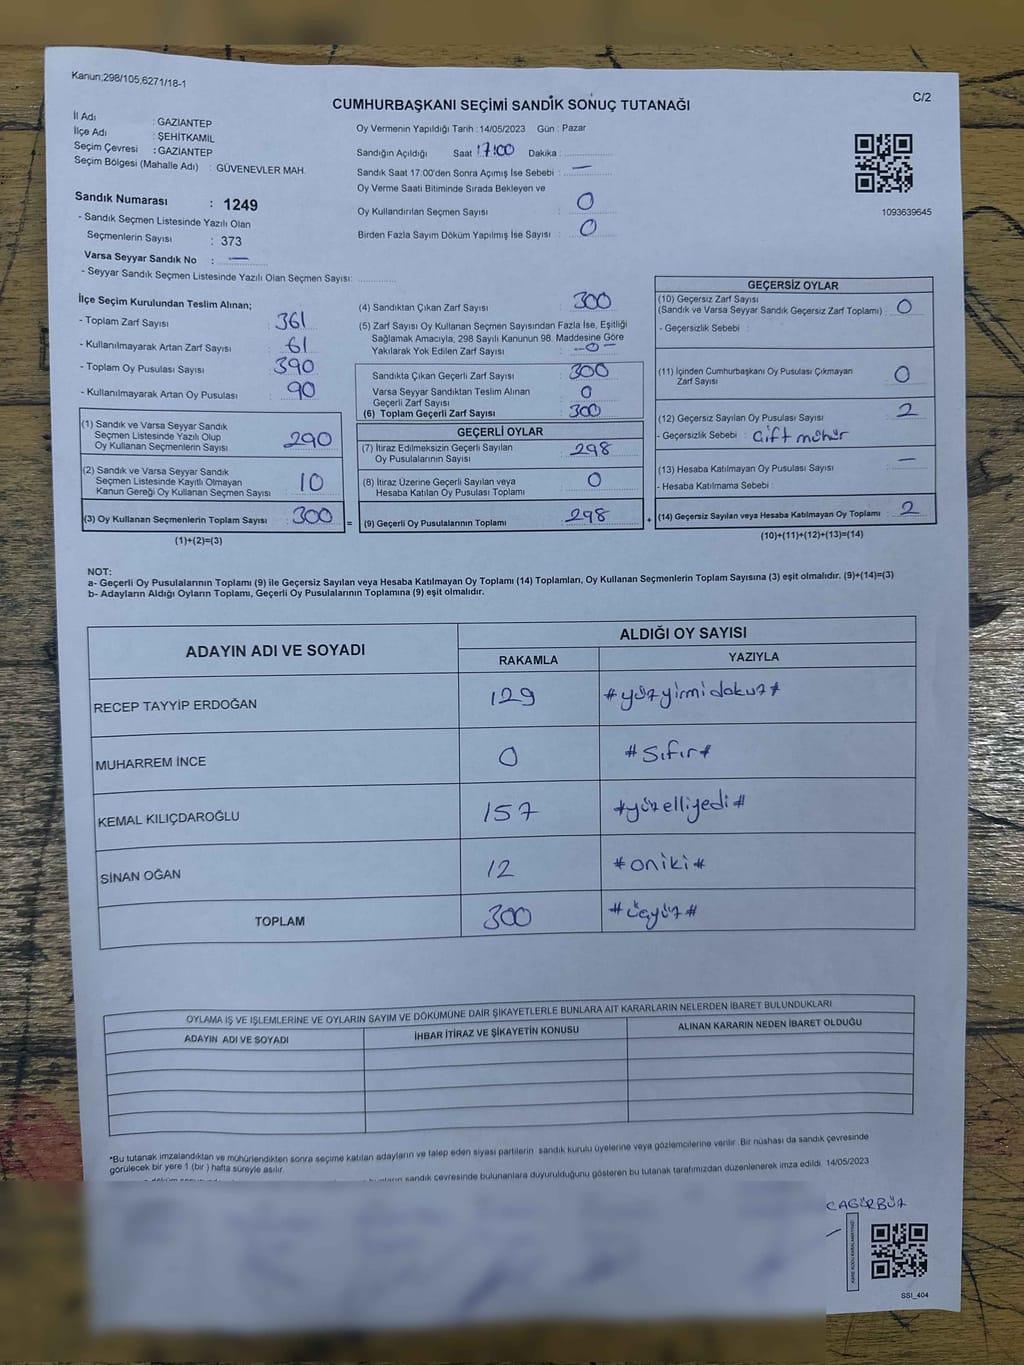 Kanun;298/105,6271/18-1
C/2
CUMHURBAŞKANI SEÇİMİ SANDIK SONUÇ TUTANAĞI
İl Adı : GAZİANTEP
İlçe Adı : ŞEHİTKAMİL
Seçim Çevresi : GAZİANTEP
Seçim Bölgesi (Mahalle Adı) : GÜVENEVLER MAH.
Sandık Numarası : 1249
- Sandık Seçmen Listesinde Yazılı Olan
Seçmenlerin Sayısı : 373
Varsa Seyyar Sandık No : —
- Seyyar Sandık Seçmen Listesinde Yazılı Olan Seçmen Sayısı:
Oy Vermenin Yapıldığı Tarih : 14/05/2023 Gün : Pazar
Sandığın Açıldığı Saat 17:00 Dakika :
Sandık Saat 17.00'den Sonra Açımış İse Sebebi : —
Oy Verme Saati Bitiminde Sırada Bekleyen ve
Oy Kullandırılan Seçmen Sayısı : 0
Birden Fazla Sayım Döküm Yapılmış İse Sayısı : 0
1093639645
İlçe Seçim Kurulundan Teslim Alınan;
- Toplam Zarf Sayısı : 361
- Kullanılmayarak Artan Zarf Sayısı : 61
- Toplam Oy Pusulası Sayısı : 390
- Kullanılmayarak Artan Oy Pusulası : 90
(1) Sandık ve Varsa Seyyar Sandık
Seçmen Listesinde Yazılı Olup
Oy Kullanan Seçmenlerin Sayısı : 290
(2) Sandık ve Varsa Seyyar Sandık
Seçmen Listesinde Kayıtlı Olmayan
Kanun Gereği Oy Kullanan Seçmen Sayısı : 10
(3) Oy Kullanan Seçmenlerin Toplam Sayısı : 300 =
(1)+(2)=(3)
(4) Sandıktan Çıkan Zarf Sayısı : 300
(5) Zarf Sayısı Oy Kullanan Seçmen Sayısından Fazla İse, Eşitliği
Sağlamak Amacıyla, 298 Sayılı Kanunun 98. Maddesine Göre
Yakılarak Yok Edilen Zarf Sayısı : -0-
Sandıkta Çıkan Geçerli Zarf Sayısı : 300
Varsa Seyyar Sandıktan Teslim Alınan
Geçerli Zarf Sayısı : 0
(6) Toplam Geçerli Zarf Sayısı : 300
GEÇERLİ OYLAR
(7) İtiraz Edilmeksizin Geçerli Sayılan
Oy Pusulalarının Sayısı : 298
(8) İtiraz Üzerine Geçerli Sayılan veya
Hesaba Katılan Oy Pusulası Toplamı : 0
(9) Geçerli Oy Pusulalarının Toplamı : 298 +
GEÇERSİZ OYLAR
(10) Geçersiz Zarf Sayısı
(Sandık ve Varsa Seyyar Sandık Geçersiz Zarf Toplamı) : 0
- Geçersizlik Sebebi :
(11) İçinden Cumhurbaşkanı Oy Pusulası Çıkmayan
Zarf Sayısı : 0
(12) Geçersiz Sayılan Oy Pusulası Sayısı : 2
- Geçersizlik Sebebi : Çift mühür
(13) Hesaba Katılmayan Oy Pusulası Sayısı : —
- Hesaba Katılmama Sebebi :
(14) Geçersiz Sayılan veya Hesaba Katılmayan Oy Toplamı : 2
(10)+(11)+(12)+(13)=(14)
NOT:
a- Geçerli Oy Pusulalarının Toplamı (9) ile Geçersiz Sayılan veya Hesaba Katılmayan Oy Toplamı (14) Toplamları, Oy Kullanan Seçmenlerin Toplam Sayısına (3) eşit olmalıdır. (9)+(14)=(3)
b- Adayların Aldığı Oyların Toplamı, Geçerli Oy Pusulalarının Toplamına (9) eşit olmalıdır.
ADAYIN ADI VE SOYADI ALDIĞI OY SAYISI
RAKAMLA YAZIYLA
RECEP TAYYİP ERDOĞAN 129 #yüzyirmidokuz#
MUHARREM İNCE 0 #Sıfır#
KEMAL KILIÇDAROĞLU 157 #yüzelliyedi#
SİNAN OĞAN 12 #oniki#
TOPLAM 300 #üçyüz#
OYLAMA İŞ VE IŞLEMLERİNE VE OYLARIN SAYIM VE DÖKÜMÜNE DAİR ŞİKAYETLERLE BUNLARA AIT KARARLARIN NELERDEN İBARET BULUNDUKLARI
ADAYIN ADI VE SOYADI İHBAR İTİRAZ VE ŞİKAYETİN KONUSU ALINAN KARARIN NEDEN İBARET OLDUĞU
*Bu tutanak imzalandıktan ve mühürlendikten sonra seçime katılan adayların ve talep eden siyasi partilerin sandık kurulu üyelerine veya gözlemcilerine verilir. Bir nüshası da sandık çevresinde
görülecek bir yere 1 (bir) hafta süreyle asılır.
sandık çevresinde bulunanlara duyurulduğunu gösteren bu tutanak tarafımızdan düzenlenerek imza edildi. 14/05/2023
SSI_404